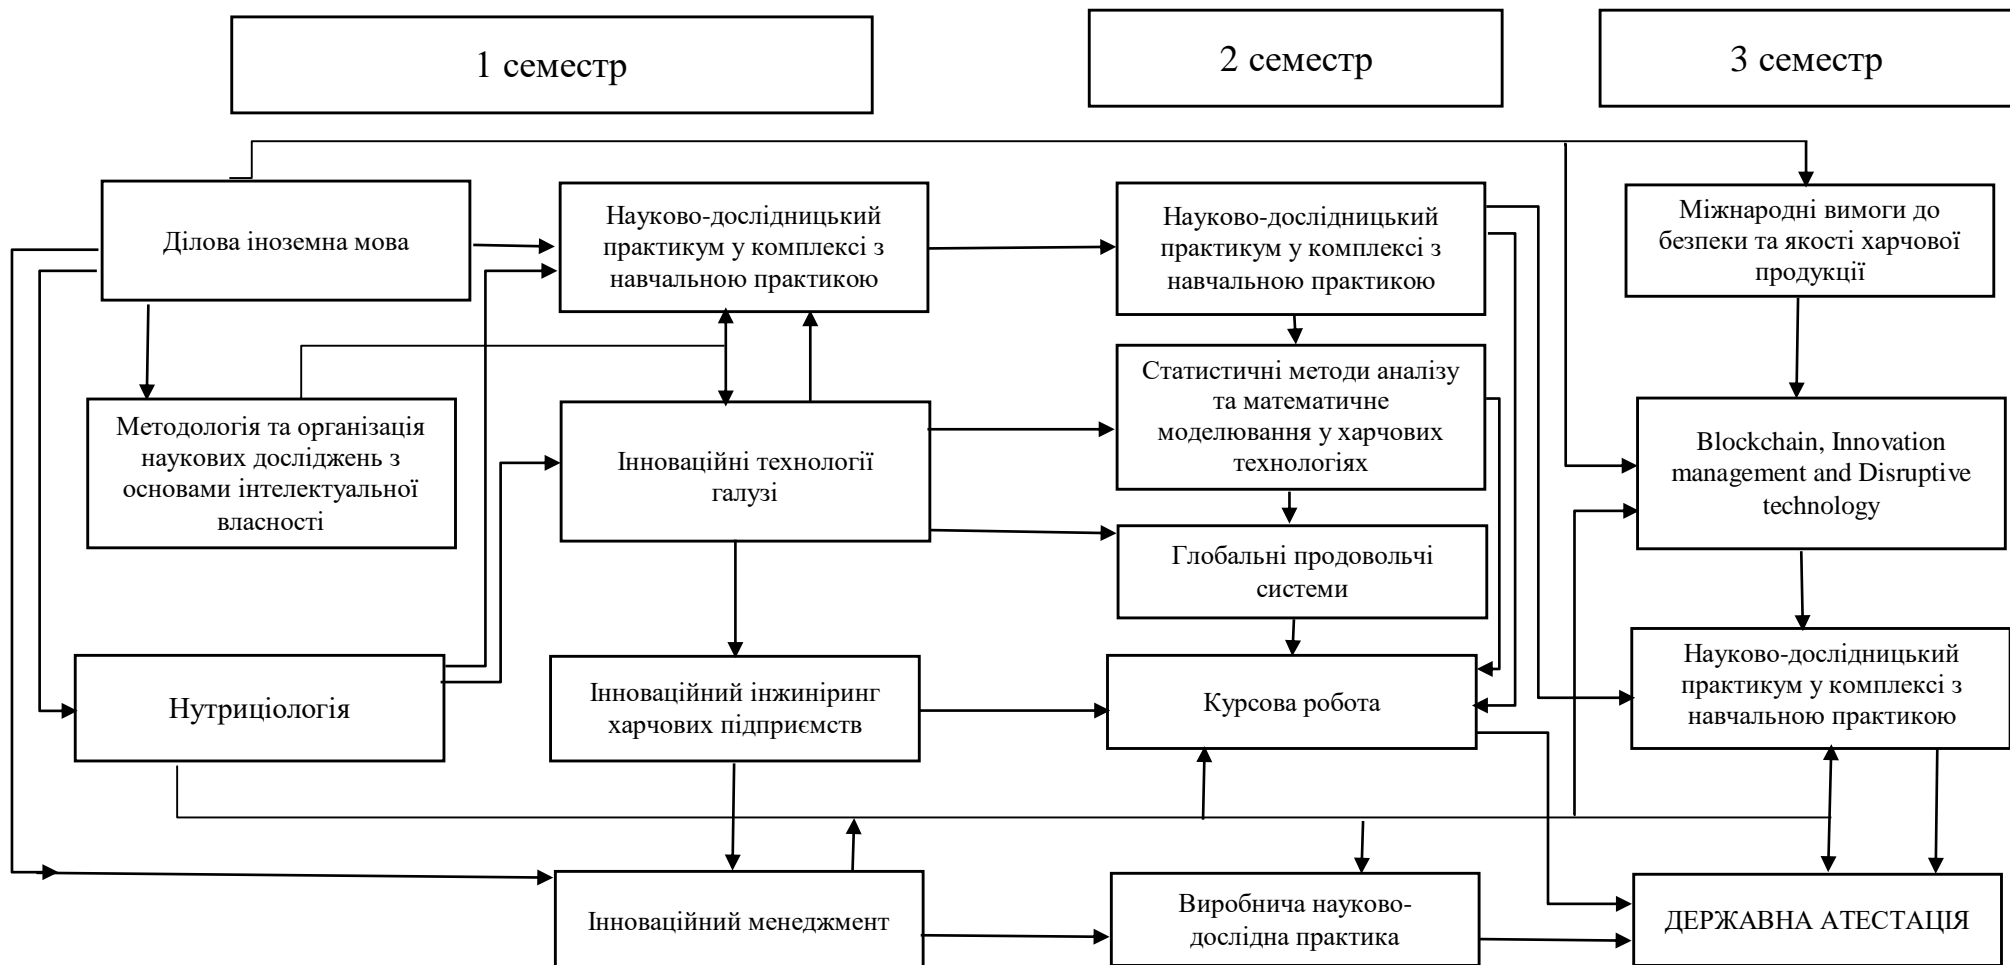 1 семестр
2 семестр
3 семестр
Ділова іноземна мова
Науково-дослідницький
практикум у комплексі з
навчальною практикою
Науково-дослідницький
практикум у комплексі з
навчальною практикою
Міжнародні вимоги до
безпеки та якості харчової
продукції
Методологія та організація
наукових досліджень з
основами інтелектуальної
власності
Інноваційні технології
галузі
Статистичні методи аналізу
та математичне
моделювання у харчових
технологіях
Blockchain, Innovation
management and Disruptive
technology
Глобальні продовольчі
системи
Нутриціологія
Інноваційний інжиніринг
харчових підприємств
Курсова робота
Науково-дослідницький
практикум у комплексі з
навчальною практикою
Інноваційний менеджмент
Виробнича науково-
дослідна практика
ДЕРЖАВНА АТЕСТАЦІЯ